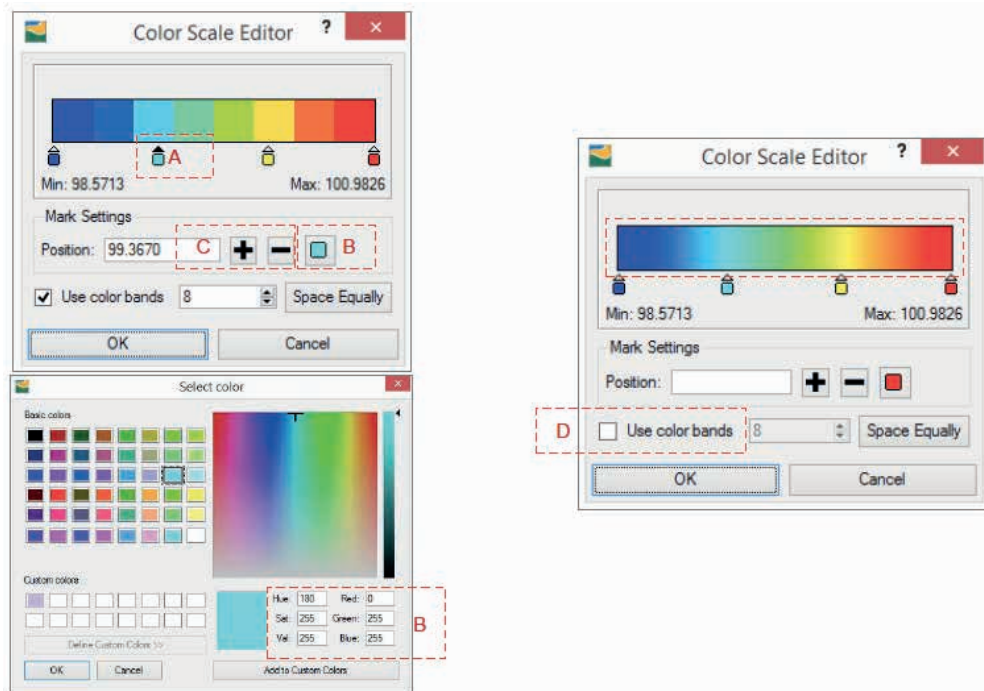 Color Scale Editor ? ×
A
Min: 98.5713 Max: 100.9826
Mark Settings
Position: 99.3670 C + − B
Use color bands 8 Space Equally
OK Cancel
Select color ×
Basic colors
Custom colors
Hue: 180 Red: 0
Sat: 255 Green: 255
Val: 255 Blue: 255
B
Define Custom Colors >>
OK Cancel Add to Custom Colors
Color Scale Editor ? ×
Min: 98.5713 Max: 100.9826
Mark Settings
Position: + −
D Use color bands 8 Space Equally
OK Cancel